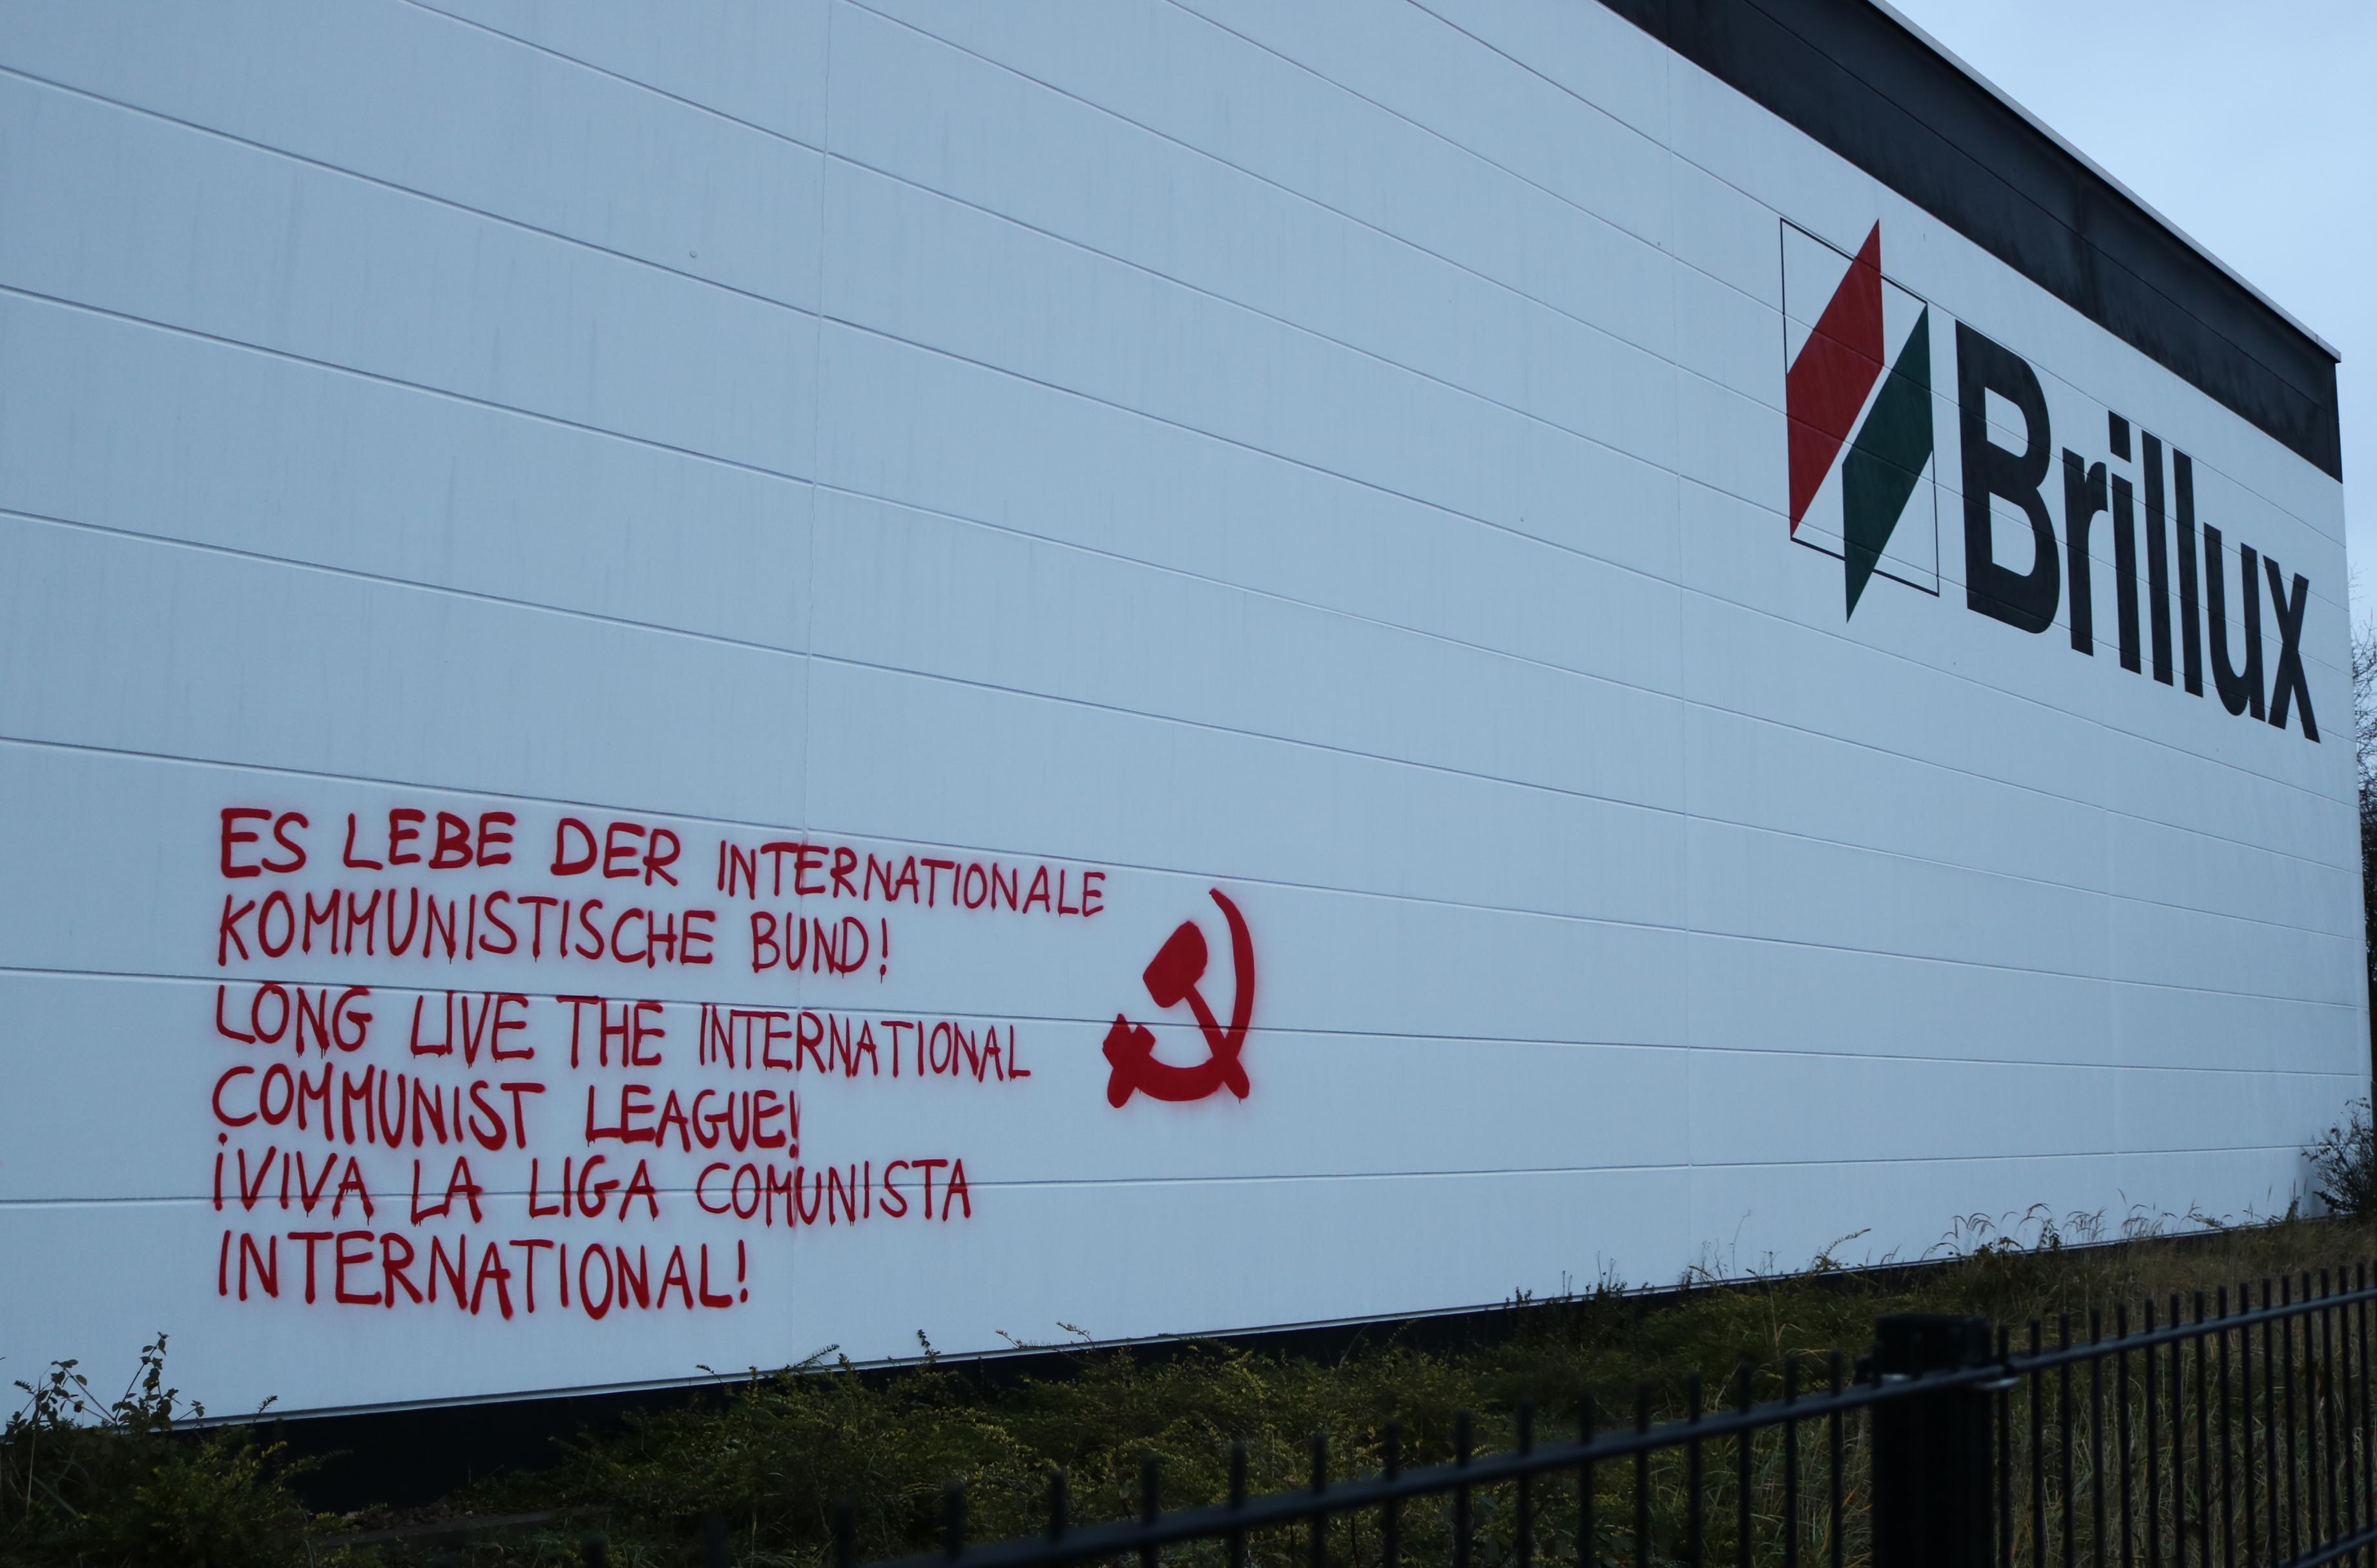 ES LEBE DER INTERNATIONALE
KOMMUNISTISCHE BUND!
LONG LIVE THE INTERNATIONAL
COMMUNIST LEAGUE!
¡VIVA LA LIGA COMUNISTA
INTERNATIONAL!
Brillux